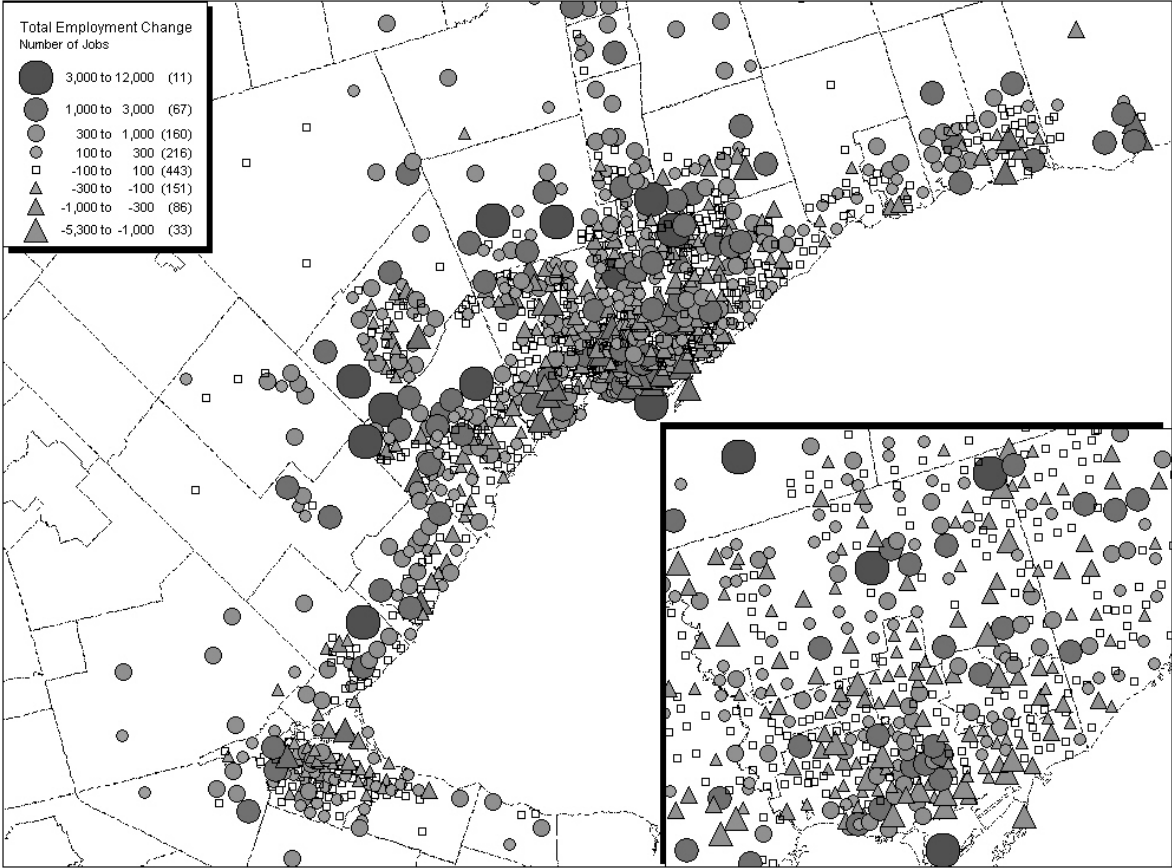 Total Employment Change
Number of Jobs
3,000 to 12,000 (11)
1,000 to 3,000 (67)
300 to 1,000 (160)
100 to 300 (216)
-100 to 100 (443)
-300 to -100 (151)
-1,000 to -300 (86)
-5,300 to -1,000 (33)